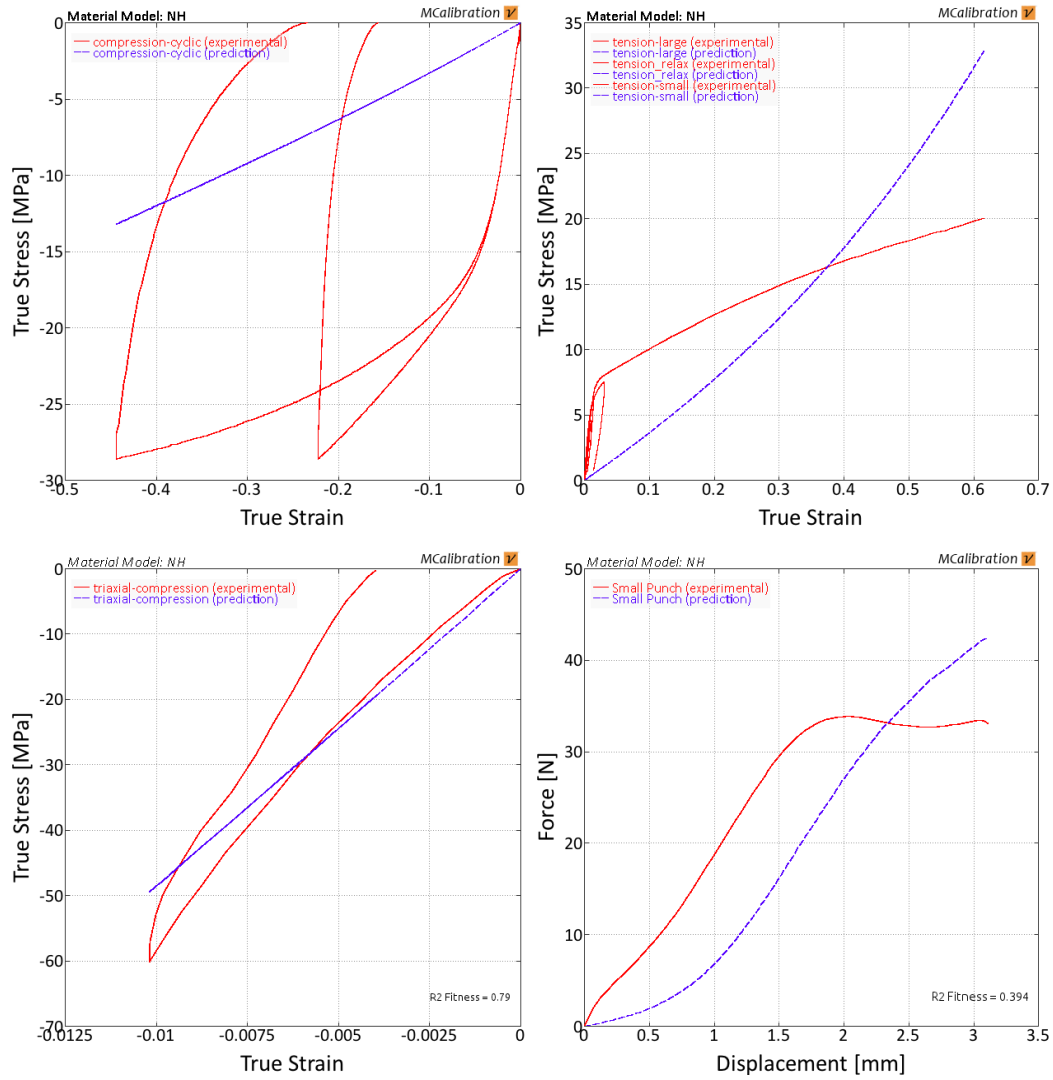 Material Model: NH
MCalibration ν
compression-cyclic (experimental)
compression-cyclic (prediction)
0
-5
-10
-15
-20
-25
-30
True Stress [MPa]
-0.5
-0.4
-0.3
-0.2
-0.1
0
True Strain
Material Model: NH
MCalibration ν
tension-large (experimental)
tension-large (prediction)
tension_relax (experimental)
tension_relax (prediction)
tension-small (experimental)
tension-small (prediction)
35
30
25
20
15
10
5
0
True Stress [MPa]
0
0.1
0.2
0.3
0.4
0.5
0.6
0.7
True Strain
Material Model: NH
MCalibration ν
triaxial-compression (experimental)
triaxial-compression (prediction)
0
-10
-20
-30
-40
-50
-60
-70
True Stress [MPa]
R2 Fitness = 0.79
-0.0125
-0.01
-0.0075
-0.005
-0.0025
0
True Strain
Material Model: NH
MCalibration ν
Small Punch (experimental)
Small Punch (prediction)
50
40
30
20
10
0
Force [N]
R2 Fitness = 0.394
0
0.5
1
1.5
2
2.5
3
3.5
Displacement [mm]